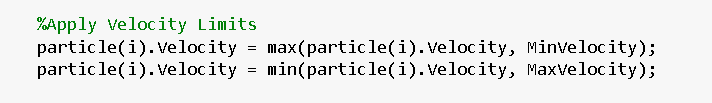 %Apply Velocity Limits
particle(i).Velocity = max(particle(i).Velocity, MinVelocity);
particle(i).Velocity = min(particle(i).Velocity, MaxVelocity);